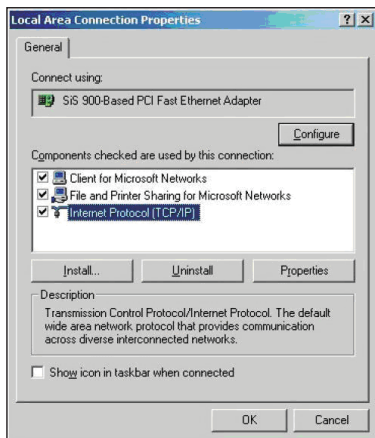 Local Area Connection Properties
General
Connect using:
SiS 900-Based PCI Fast Ethernet Adapter
Configure
Components checked are used by this connection:
Client for Microsoft Networks
File and Printer Sharing for Microsoft Networks
Internet Protocol (TCP/IP)
Install... Uninstall Properties
Description
Transmission Control Protocol/Internet Protocol. The default
wide area network protocol that provides communication
across diverse interconnected networks.
Show icon in taskbar when connected
OK Cancel